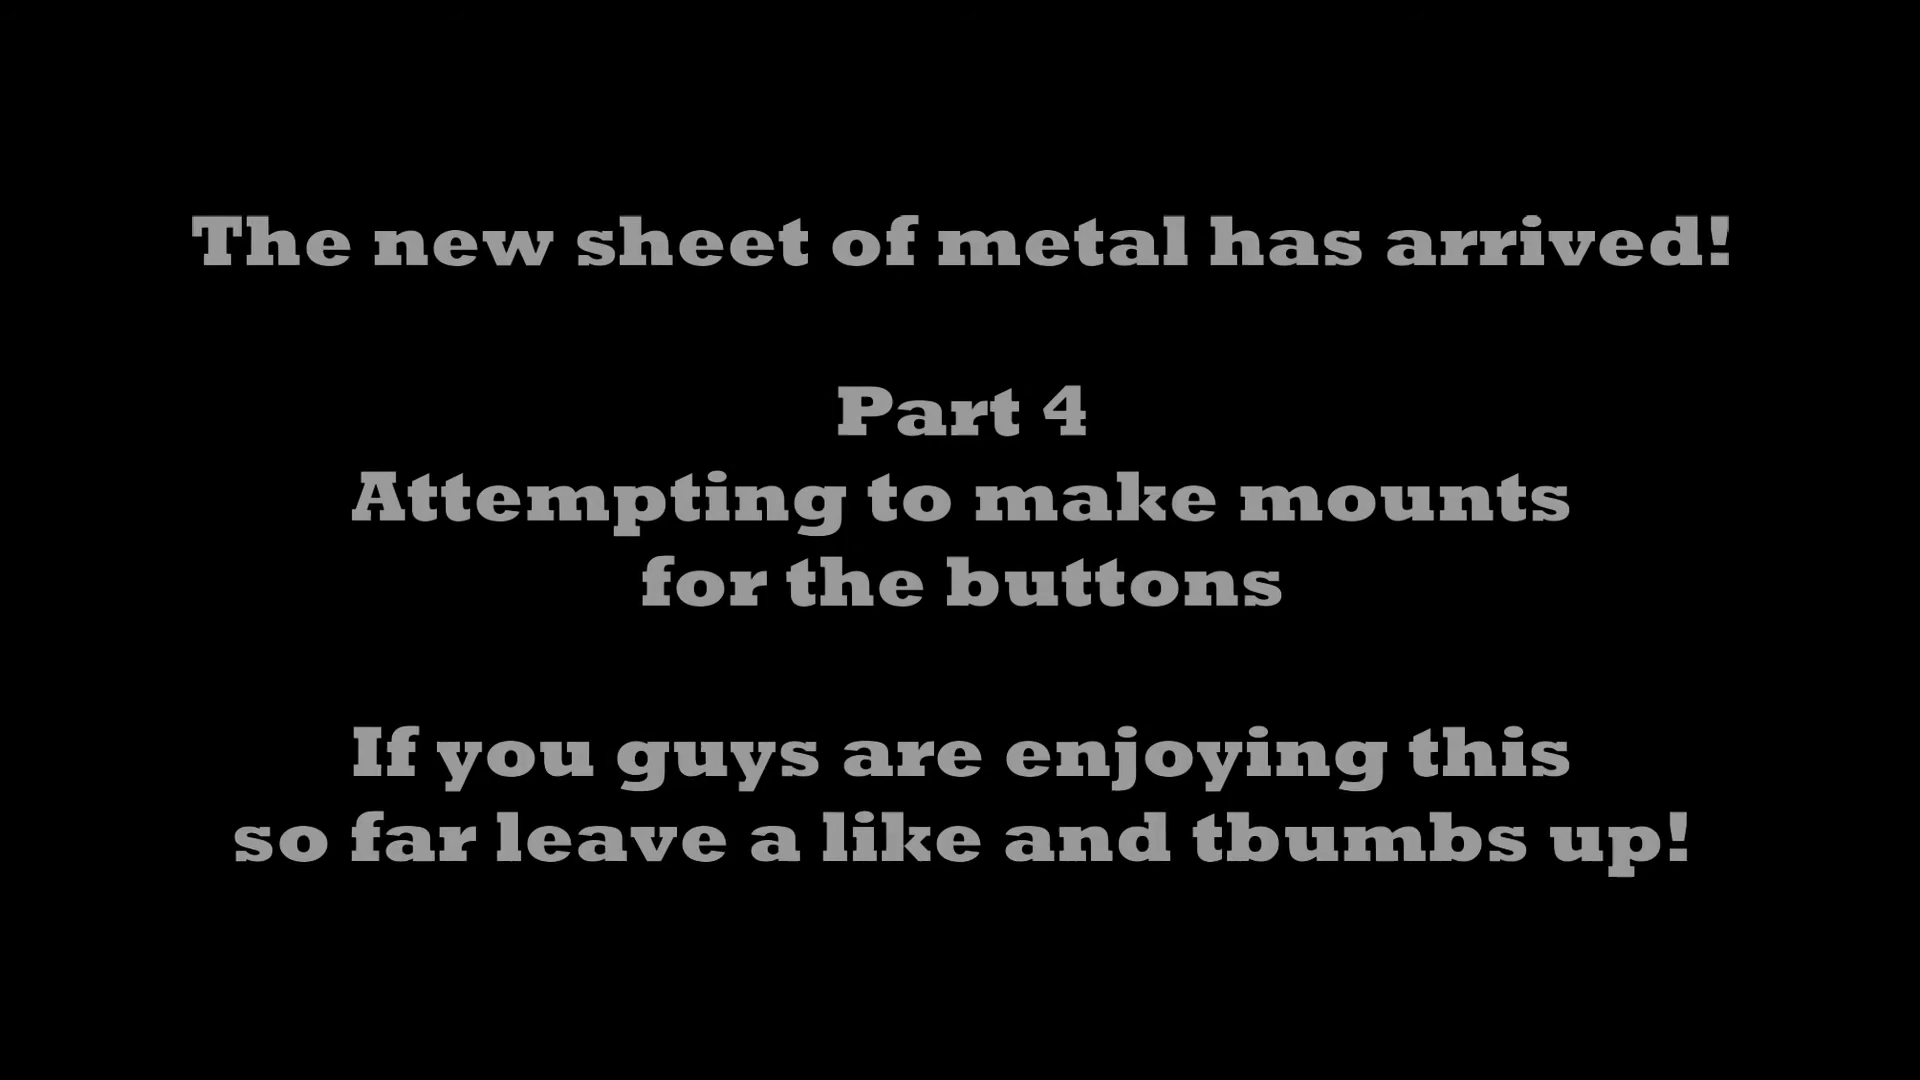 The new sheet of metal has arrived!
Part 4
Attempting to make mounts
for the buttons
If you guys are enjoying this
so far leave a like and tbumbs up!